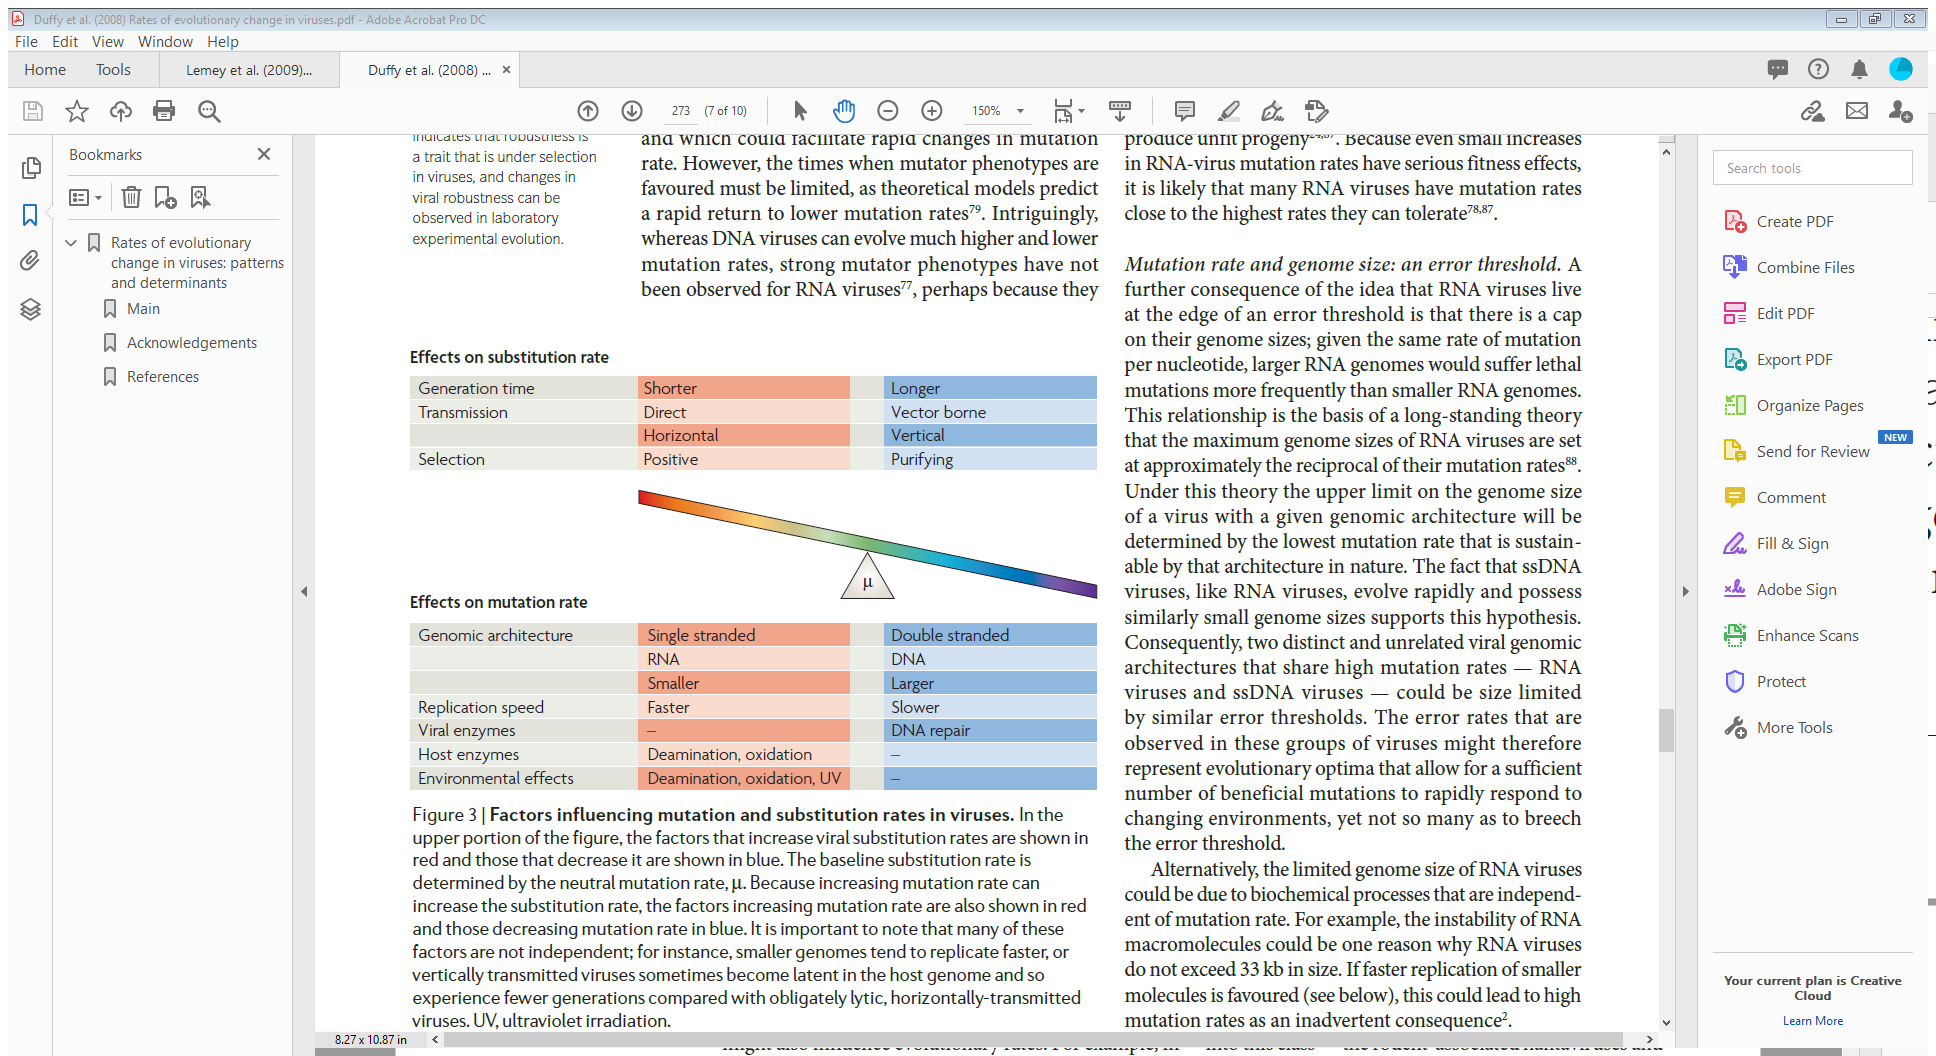 Duffy et al. (2008) Rates of evolutionary change in viruses.pdf - Adobe Acrobat Pro DC
File Edit View Window Help
Home Tools Lemey et al. (2009)... Duffy et al. (2008) ...
273 (7 of 10) 150%
Bookmarks
Rates of evolutionary
change in viruses: patterns
and determinants
Main
Acknowledgements
References
indicates that robustness is
a trait that is under selection
in viruses, and changes in
viral robustness can be
observed in laboratory
experimental evolution.
and which could facilitate rapid changes in mutation
rate. However, the times when mutator phenotypes are
favoured must be limited, as theoretical models predict
a rapid return to lower mutation rates79. Intriguingly,
whereas DNA viruses can evolve much higher and lower
mutation rates, strong mutator phenotypes have not
been observed for RNA viruses77, perhaps because they
Effects on substitution rate
Generation time Shorter Longer
Transmission Direct Vector borne
Horizontal Vertical
Selection Positive Purifying
μ
Effects on mutation rate
Genomic architecture Single stranded Double stranded
RNA DNA
Smaller Larger
Replication speed Faster Slower
Viral enzymes – DNA repair
Host enzymes Deamination, oxidation –
Environmental effects Deamination, oxidation, UV –
Figure 3 | Factors influencing mutation and substitution rates in viruses. In the
upper portion of the figure, the factors that increase viral substitution rates are shown in
red and those that decrease it are shown in blue. The baseline substitution rate is
determined by the neutral mutation rate, μ. Because increasing mutation rate can
increase the substitution rate, the factors increasing mutation rate are also shown in red
and those decreasing mutation rate in blue. It is important to note that many of these
factors are not independent; for instance, smaller genomes tend to replicate faster, or
vertically transmitted viruses sometimes become latent in the host genome and so
experience fewer generations compared with obligately lytic, horizontally-transmitted
viruses. UV, ultraviolet irradiation.
produce unfit progeny. Because even small increases
in RNA-virus mutation rates have serious fitness effects,
it is likely that many RNA viruses have mutation rates
close to the highest rates they can tolerate78,87.
Mutation rate and genome size: an error threshold. A
further consequence of the idea that RNA viruses live
at the edge of an error threshold is that there is a cap
on their genome sizes; given the same rate of mutation
per nucleotide, larger RNA genomes would suffer lethal
mutations more frequently than smaller RNA genomes.
This relationship is the basis of a long-standing theory
that the maximum genome sizes of RNA viruses are set
at approximately the reciprocal of their mutation rates88.
Under this theory the upper limit on the genome size
of a virus with a given genomic architecture will be
determined by the lowest mutation rate that is sustain-
able by that architecture in nature. The fact that ssDNA
viruses, like RNA viruses, evolve rapidly and possess
similarly small genome sizes supports this hypothesis.
Consequently, two distinct and unrelated viral genomic
architectures that share high mutation rates — RNA
viruses and ssDNA viruses — could be size limited
by similar error thresholds. The error rates that are
observed in these groups of viruses might therefore
represent evolutionary optima that allow for a sufficient
number of beneficial mutations to rapidly respond to
changing environments, yet not so many as to breech
the error threshold.
Alternatively, the limited genome size of RNA viruses
could be due to biochemical processes that are independ-
ent of mutation rate. For example, the instability of RNA
macromolecules could be one reason why RNA viruses
do not exceed 33 kb in size. If faster replication of smaller
molecules is favoured (see below), this could lead to high
mutation rates as an inadvertent consequence2.
8.27 x 10.87 in
Search tools
Create PDF
Combine Files
Edit PDF
Export PDF
Organize Pages
NEW
Send for Review
Comment
Fill & Sign
Adobe Sign
Enhance Scans
Protect
More Tools
Your current plan is Creative
Cloud
Learn More